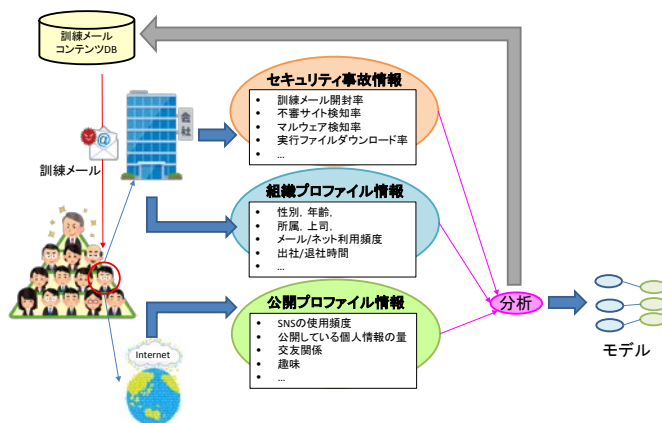 訓練メール
コンテンツDB
セキュリティ事故情報
• 訓練メール開封率
• 不審サイト検知率
• マルウェア検知率
• 実行ファイルダウンロード率
• …
会社
@
訓練メール
組織プロファイル情報
• 性別，年齢，
• 所属，上司，
• メール/ネット利用頻度
• 出社/退社時間
• …
公開プロファイル情報
• SNSの使用頻度
• 公開している個人情報の量
• 交友関係
• 趣味
• …
分析
モデル
Internet